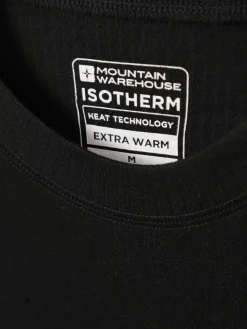 MOUNTAIN
WAREHOUSE
ISOTHERM
HEAT TECHNOLOGY
EXTRA WARM
M